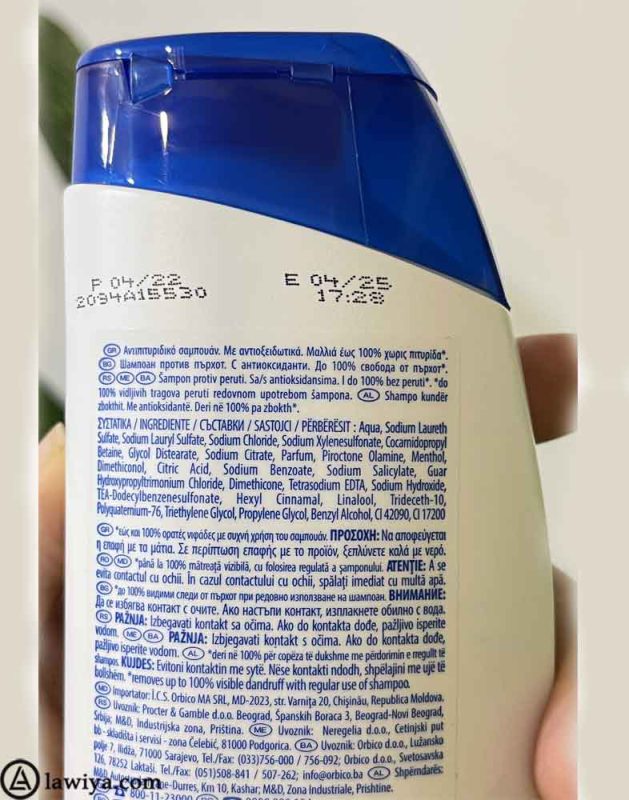 P 04/22
2094A15530
E 04/25
17:28
GR Αντιπιτυριδικό σαμπουάν. Με αντιοξειδωτικά. Μαλλιά έως 100% χωρίς πιτυρίδα*.
BG Шампоан против пърхот. С антиоксиданти. До 100% свобода от пърхот*.
RS ME BA Šampon protiv peruti. Sa/s antioksidansima. I do 100% bez peruti*. *do
100% vidljivih tragova peruti redovnom upotrebom šampona. AL Shampo kundër
zbokthit. Me antioksidantë. Deri në 100% pa zbokth*.
ΣΥΣΤΑΤΙΚΑ / INGREDIENTE / СЪСТАВКИ / SASTOJCI / PËRBËRËSIT : Aqua, Sodium Laureth
Sulfate, Sodium Lauryl Sulfate, Sodium Chloride, Sodium Xylenesulfonate, Cocamidopropyl
Betaine, Glycol Distearate, Sodium Citrate, Parfum, Piroctone Olamine, Menthol,
Dimethiconol, Citric Acid, Sodium Benzoate, Sodium Salicylate, Guar
Hydroxypropyltrimonium Chloride, Dimethicone, Tetrasodium EDTA, Sodium Hydroxide,
TEA-Dodecylbenzenesulfonate, Hexyl Cinnamal, Linalool, Trideceth-10,
Polyquaternium-76, Triethylene Glycol, Propylene Glycol, Benzyl Alcohol, CI 42090, CI 17200
GR *εώς και 100% ορατές νιφάδες με συχνή χρήση του σαμπουάν. ΠΡΟΣΟΧΗ: Να αποφεύγεται
η επαφή με τα μάτια. Σε περίπτωση επαφής με το προϊόν, ξεπλύνετε καλά με νερό.
RO MD *până la 100% mătreață vizibilă, cu folosirea regulată a șamponului. ATENȚIE: A se
evita contactul cu ochii. În cazul contactului cu ochii, spălați imediat cu multă apă.
BG *до 100% видими следи от пърхот при редовно използване на шампоан. ВНИМАНИЕ:
Да се избягва контакт с очите. Ако настъпи контакт, изплакнете обилно с вода.
RS PAŽNJA: Izbegavati kontakt sa očima. Ako do kontakta dođe, pažljivo isperite
vodom. ME BA PAŽNJA: Izbjegavati kontakt s očima. Ako do kontakta dođe,
pažljivo isperite vodom. AL *deri në 100% për copëza të dukshme me përdorimin e rregullt të
shampos. KUJDES: Evitoni kontaktin me sytë. Nëse kontakti ndodh, shpëlajini me ujë të
bollshëm. *removes up to 100% visible dandruff with regular use of shampoo.
MD Importator: Î.C.S. Orbico MA SRL, MD-2023, str. Varnița 20, Chișinău, Republica Moldova.
RS Uvoznik: Procter & Gamble d.o.o. Beograd, Španskih Boraca 3, Beograd-Novi Beograd,
Srbija; M&D, Industrijska zona, Priština. ME Uvoznik: Neregelia d.o.o., Cetinjski put
bb - skladišta i servisi - zona Čelebić, 81000 Podgorica. BA Uvoznik: Orbico d.o.o., Lužansko
polje 7, Ilidža, 71000 Sarajevo, Tel./Fax: (033)756-000 / 756-092; Orbico d.o.o., Svetosavska
126, 78252 Laktaši. Tel./Fax: (051)508-841 / 507-262; info@orbico.ba AL Shpërndarës:
M&D, Autostrada -Durres, Km 10, Kashar; M&D, Zona Industriale, Prishtine.
800-11-23000
lawiya.com